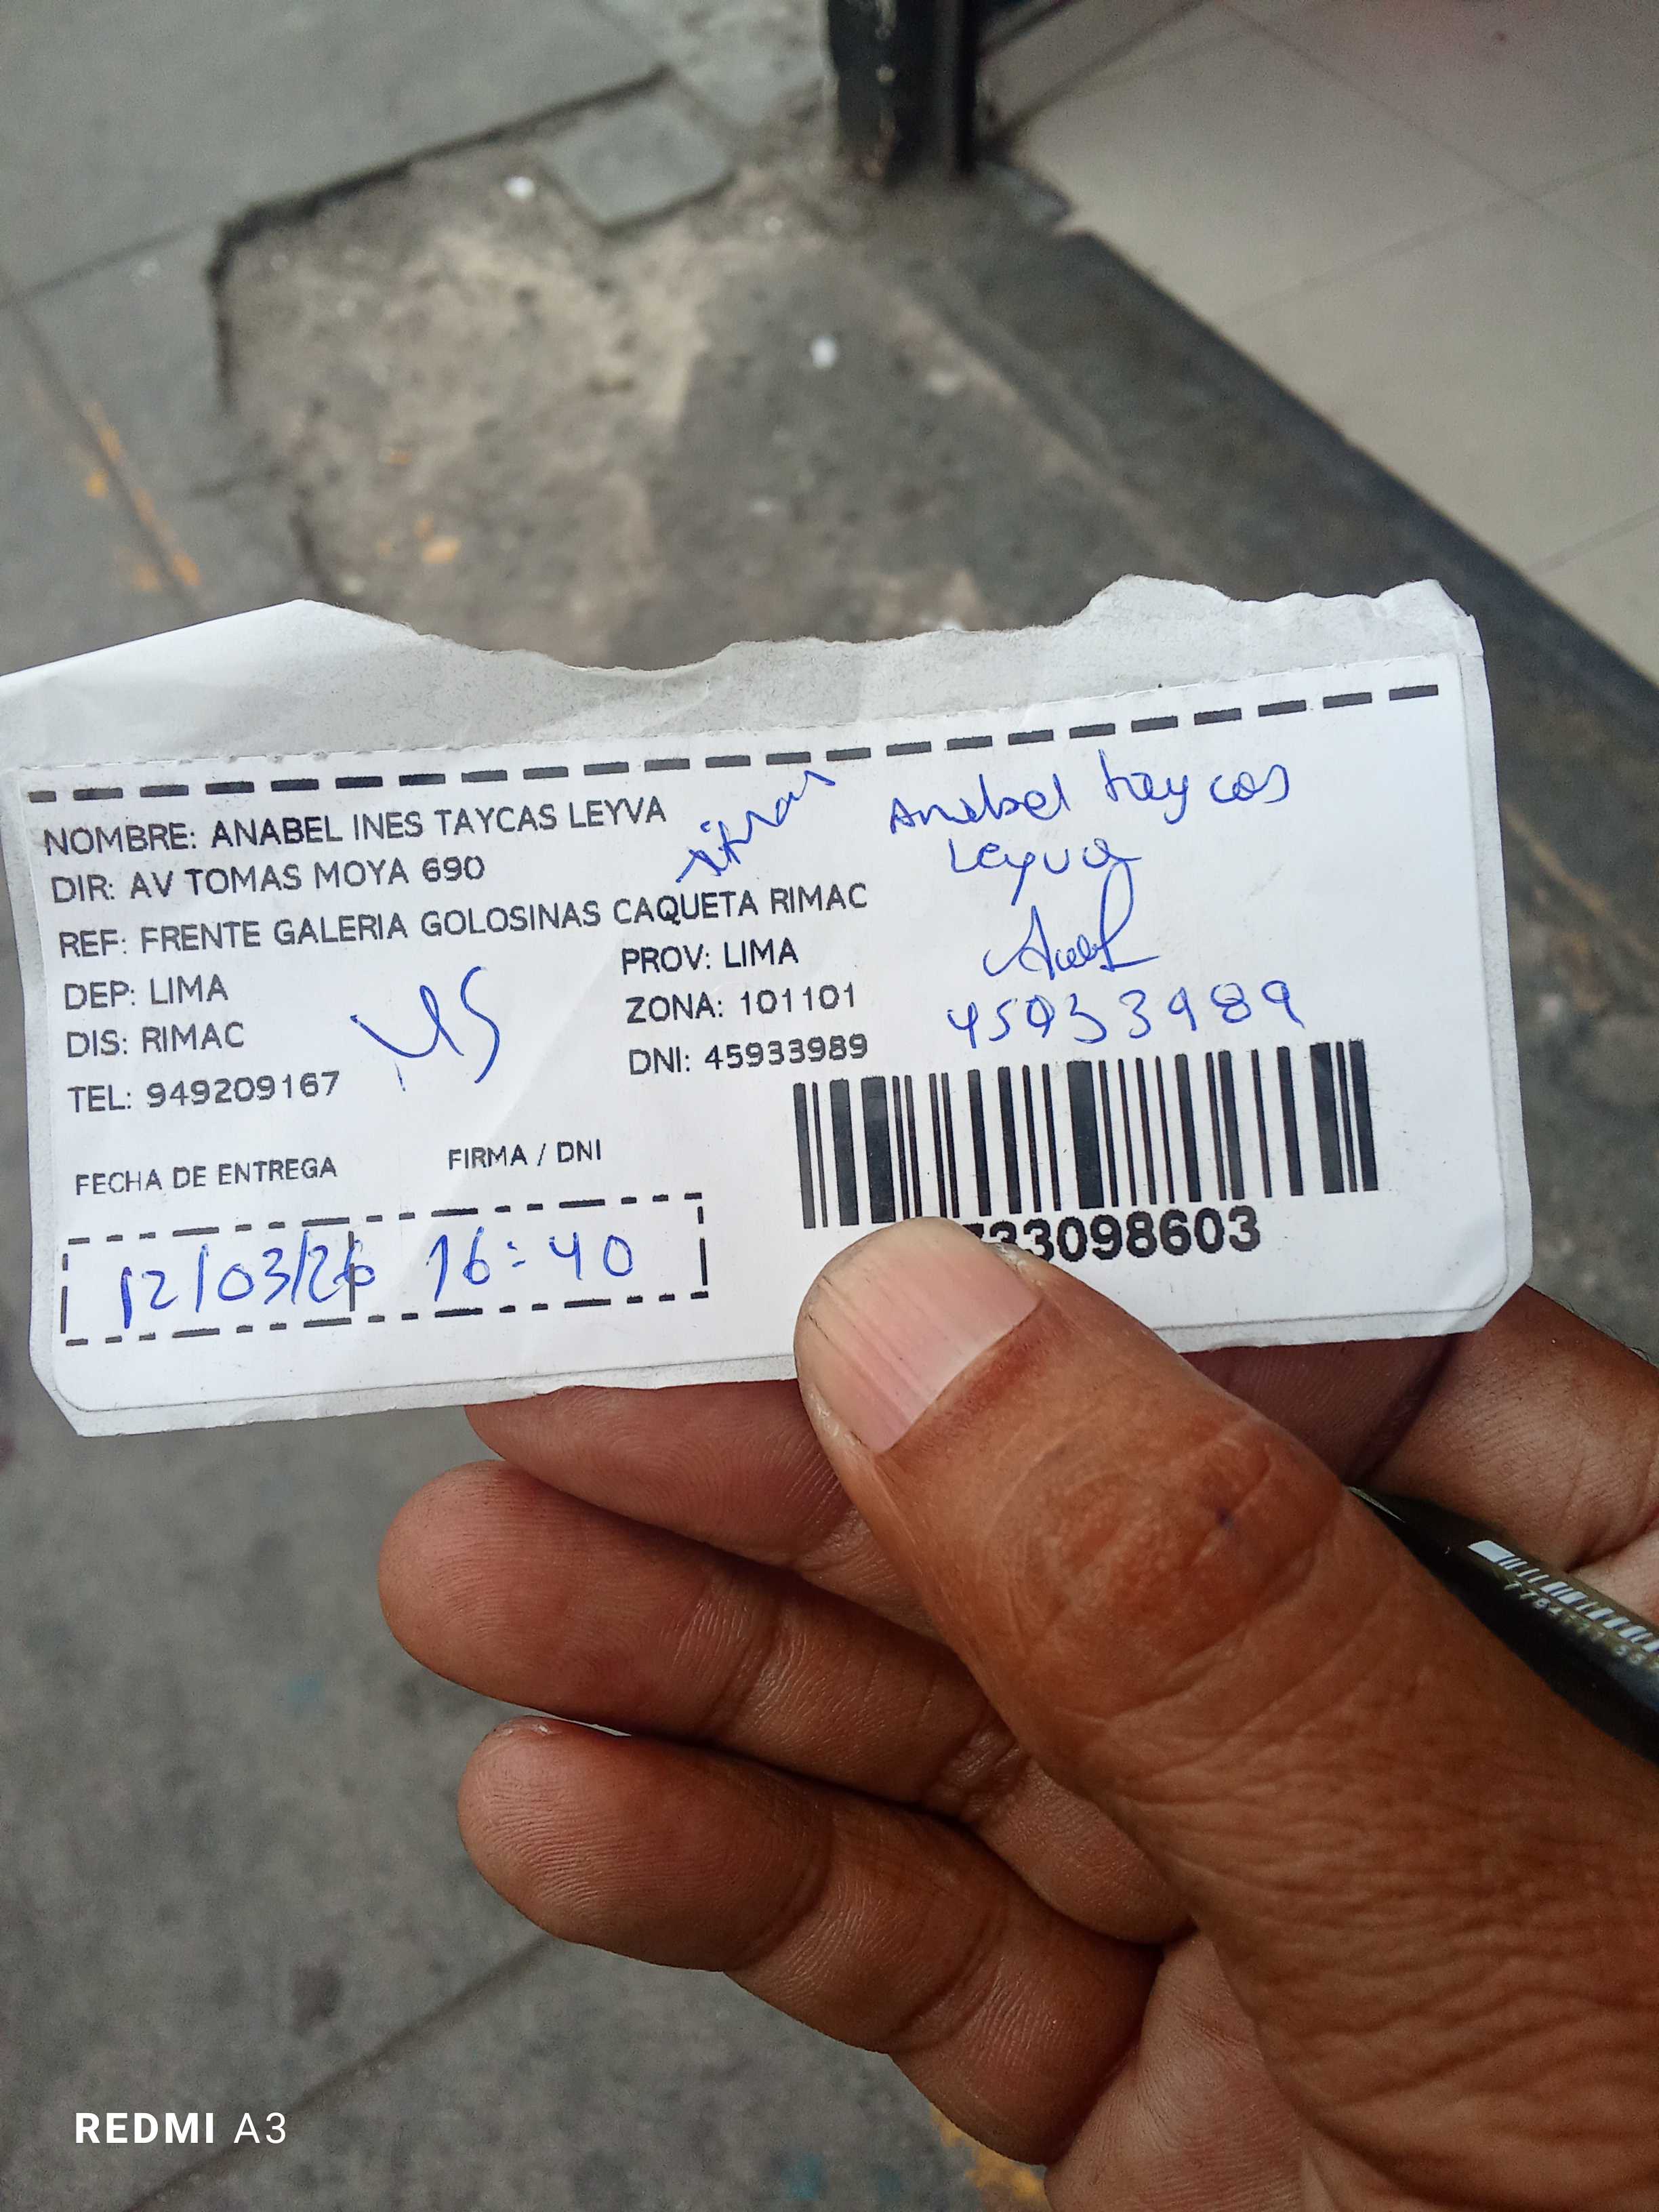 NOMBRE: ANABEL INES TAYCAS LEYVA
DIR: AV TOMAS MOYA 690
REF: FRENTE GALERIA GOLOSINAS CAQUETA RIMAC
DEP: LIMA
PROV: LIMA
DIS: RIMAC
ZONA: 101101
TEL: 949209167
DNI: 45933989
Anabel taycas
Leyva
45933989
FECHA DE ENTREGA
FIRMA / DNI
12/03/26 16:40
33098603
REDMI A3